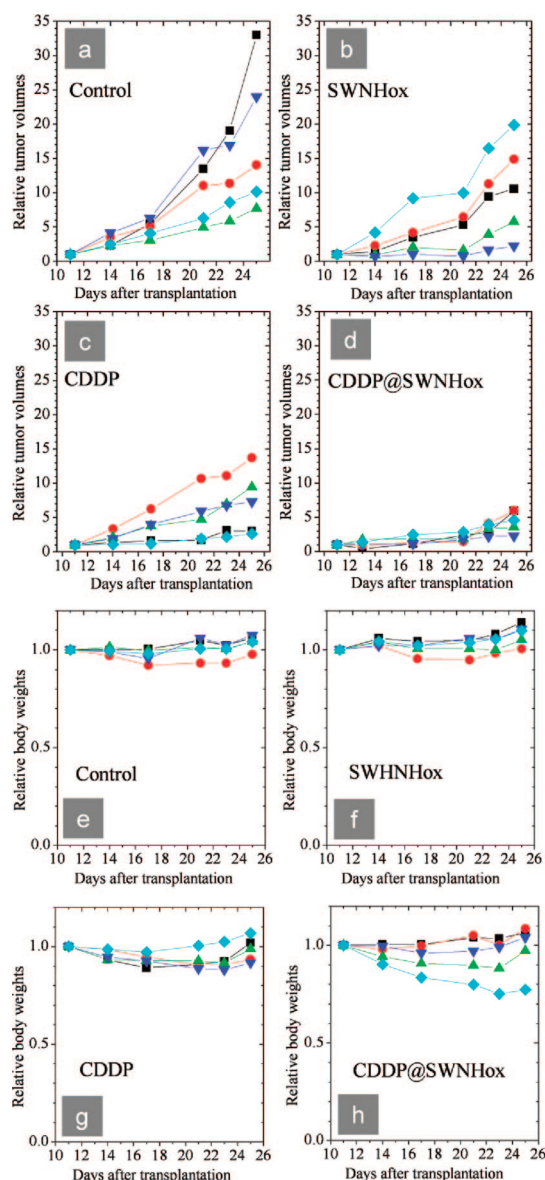 35
30
25
20
15
10
5
0
Relative tumor volumes
a
Control
10 12 14 16 18 20 22 24 26
Days after transplantation
35
30
25
20
15
10
5
0
Relative tumor volumes
b
SWNHox
10 12 14 16 18 20 22 24 26
Days after transplantation
35
30
25
20
15
10
5
0
Relative tumor volumes
c
CDDP
10 12 14 16 18 20 22 24 26
Days after transplantation
35
30
25
20
15
10
5
0
Relative tumor volumes
d
CDDP@SWNHox
10 12 14 16 18 20 22 24 26
Days after transplantation
1.0
0.5
0.0
Relative body weights
Control
e
10 12 14 16 18 20 22 24 26
Days after transplantation
1.0
0.5
0.0
Relative body weights
SWHNHox
f
10 12 14 16 18 20 22 24 26
Days after transplantation
1.0
0.5
0.0
Relative body weights
CDDP
g
10 12 14 16 18 20 22 24 26
Days after transplantation
1.0
0.5
0.0
Relative body weights
CDDP@SWNHox
h
10 12 14 16 18 20 22 24 26
Days after transplantation